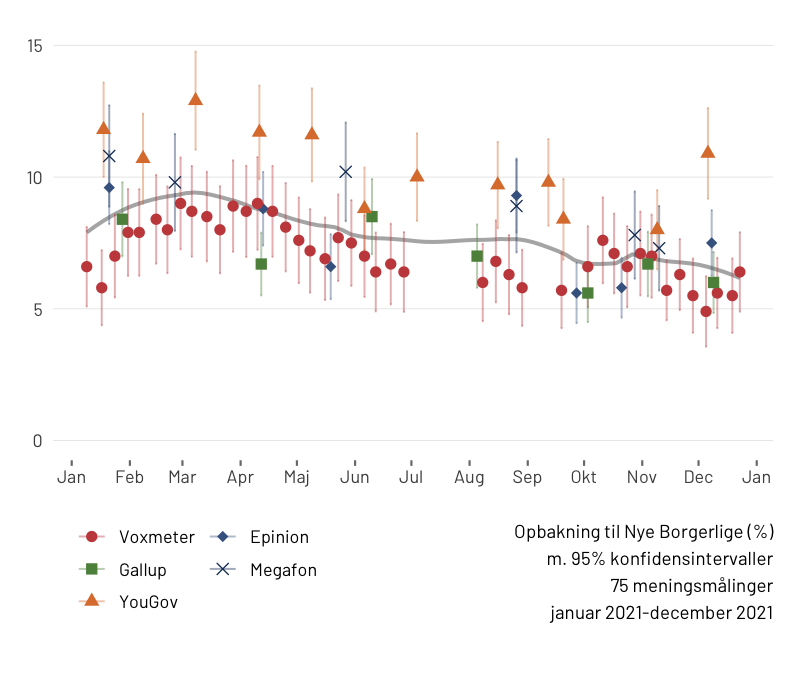 15
10
5
0
Jan Feb Mar Apr Maj Jun Jul Aug Sep Okt Nov Dec Jan
Voxmeter Epinion
Gallup Megafon
YouGov
Opbakning til Nye Borgerlige (%)
m. 95% konfidensintervaller
75 meningsmålinger
januar 2021-december 2021